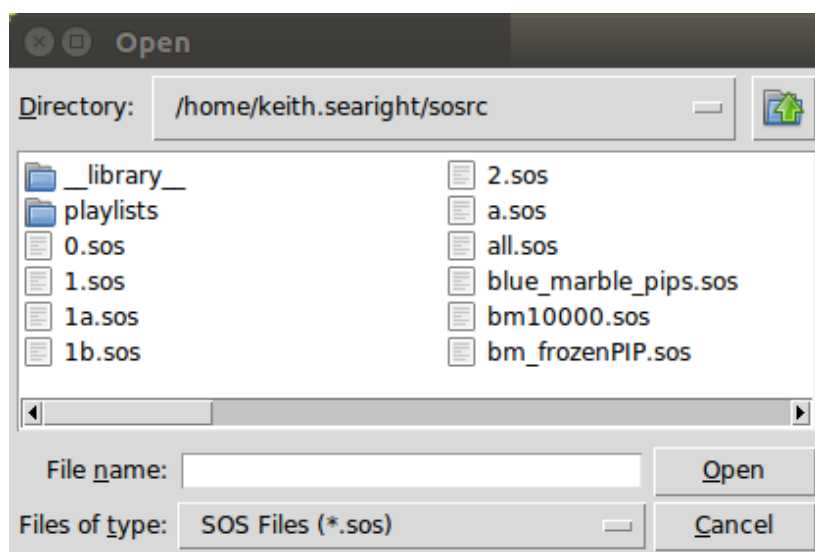 Open
Directory: /home/keith.searight/sosrc
__library__
playlists
0.sos
1.sos
1a.sos
1b.sos
2.sos
a.sos
all.sos
blue_marble_pips.sos
bm10000.sos
bm_frozenPIP.sos
File name: Open
Files of type: SOS Files (*.sos) Cancel